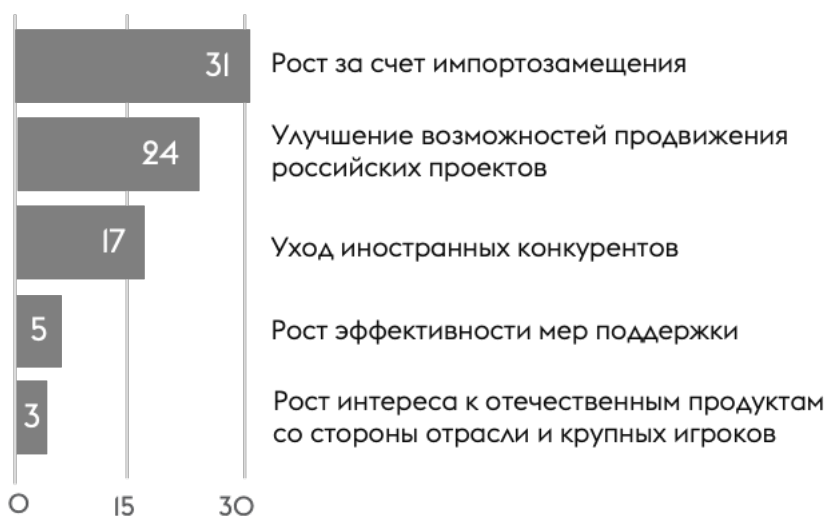 31 Рост за счет импортозамещения
24 Улучшение возможностей продвижения
российских проектов
17 Уход иностранных конкурентов
5 Рост эффективности мер поддержки
3 Рост интереса к отечественным продуктам
со стороны отрасли и крупных игроков
0 15 30